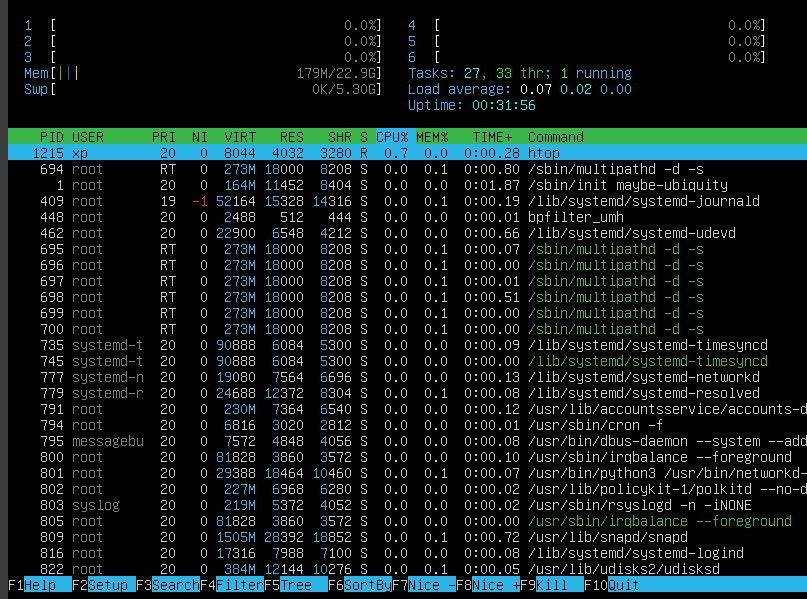 1 [ 0.0%] 4 [ 0.0%]
2 [ 0.0%] 5 [ 0.0%]
3 [ 0.0%] 6 [ 0.0%]
Mem[||| 179M/22.9G] Tasks: 27, 33 thr; 1 running
Swp[ 0K/5.30G] Load average: 0.07 0.02 0.00
Uptime: 00:31:56
PID USER PRI NI VIRT RES SHR S CPU% MEM% TIME+ Command
1215 xp 20 0 8044 4032 3280 R 0.7 0.0 0:00.28 htop
694 root RT 0 273M 18000 8208 S 0.0 0.1 0:00.80 /sbin/multipathd -d -s
1 root 20 0 164M 11452 8404 S 0.0 0.1 0:01.87 /sbin/init maybe-ubiquity
409 root 19 -1 52164 15328 14316 S 0.0 0.1 0:00.19 /lib/systemd/systemd-journald
448 root 20 0 2488 512 444 S 0.0 0.0 0:00.01 bpfilter_umh
462 root 20 0 22900 6548 4212 S 0.0 0.0 0:00.66 /lib/systemd/systemd-udevd
695 root RT 0 273M 18000 8208 S 0.0 0.1 0:00.07 /sbin/multipathd -d -s
696 root RT 0 273M 18000 8208 S 0.0 0.1 0:00.00 /sbin/multipathd -d -s
697 root RT 0 273M 18000 8208 S 0.0 0.1 0:00.01 /sbin/multipathd -d -s
698 root RT 0 273M 18000 8208 S 0.0 0.1 0:00.51 /sbin/multipathd -d -s
699 root RT 0 273M 18000 8208 S 0.0 0.1 0:00.00 /sbin/multipathd -d -s
700 root RT 0 273M 18000 8208 S 0.0 0.1 0:00.00 /sbin/multipathd -d -s
735 systemd-t 20 0 90888 6084 5300 S 0.0 0.0 0:00.09 /lib/systemd/systemd-timesyncd
745 systemd-t 20 0 90888 6084 5300 S 0.0 0.0 0:00.00 /lib/systemd/systemd-timesyncd
777 systemd-n 20 0 19080 7564 6696 S 0.0 0.0 0:00.13 /lib/systemd/systemd-networkd
779 systemd-r 20 0 24688 12372 8304 S 0.0 0.1 0:00.08 /lib/systemd/systemd-resolved
791 root 20 0 230M 7364 6540 S 0.0 0.0 0:00.12 /usr/lib/accountsservice/accounts-d
794 root 20 0 6816 3020 2812 S 0.0 0.0 0:00.01 /usr/sbin/cron -f
795 messagebu 20 0 7572 4848 4056 S 0.0 0.0 0:00.08 /usr/bin/dbus-daemon --system --add
800 root 20 0 81828 3860 3572 S 0.0 0.0 0:00.10 /usr/sbin/irqbalance --foreground
801 root 20 0 29388 18464 10460 S 0.0 0.1 0:00.07 /usr/bin/python3 /usr/bin/networkd-
802 root 20 0 227M 6968 6280 S 0.0 0.0 0:00.02 /usr/lib/policykit-1/polkitd --no-d
803 syslog 20 0 219M 5372 4052 S 0.0 0.0 0:00.02 /usr/sbin/rsyslogd -n -iNONE
805 root 20 0 81828 3860 3572 S 0.0 0.0 0:00.00 /usr/sbin/irqbalance --foreground
809 root 20 0 1505M 28392 18852 S 0.0 0.1 0:00.72 /usr/lib/snapd/snapd
816 root 20 0 17316 7988 7100 S 0.0 0.0 0:00.08 /lib/systemd/systemd-logind
822 root 20 0 384M 12144 10276 S 0.0 0.1 0:00.05 /usr/lib/udisks2/udisksd
F1Help F2Setup F3SearchF4FilterF5Tree F6SortByF7Nice -F8Nice +F9Kill F10Quit